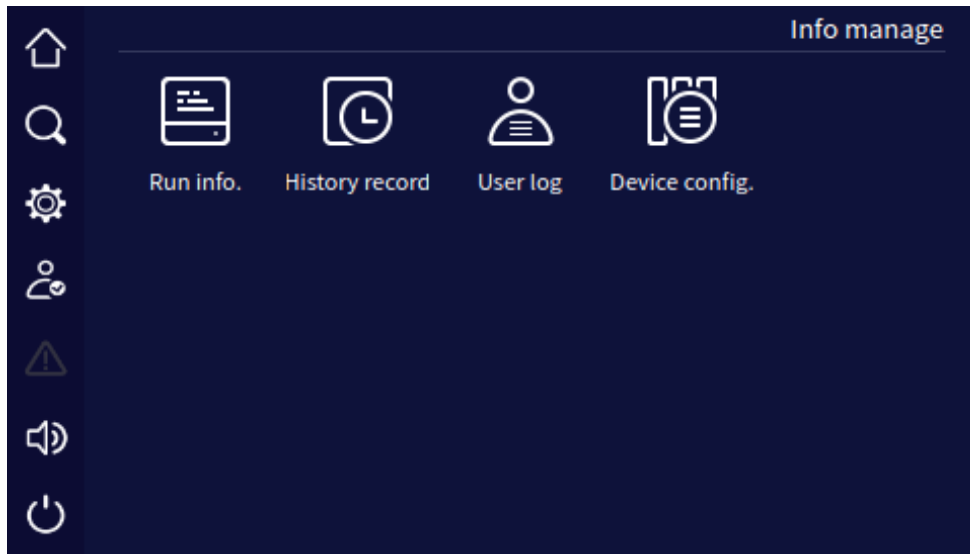 Info manage
Run info.
History record
User log
Device config.